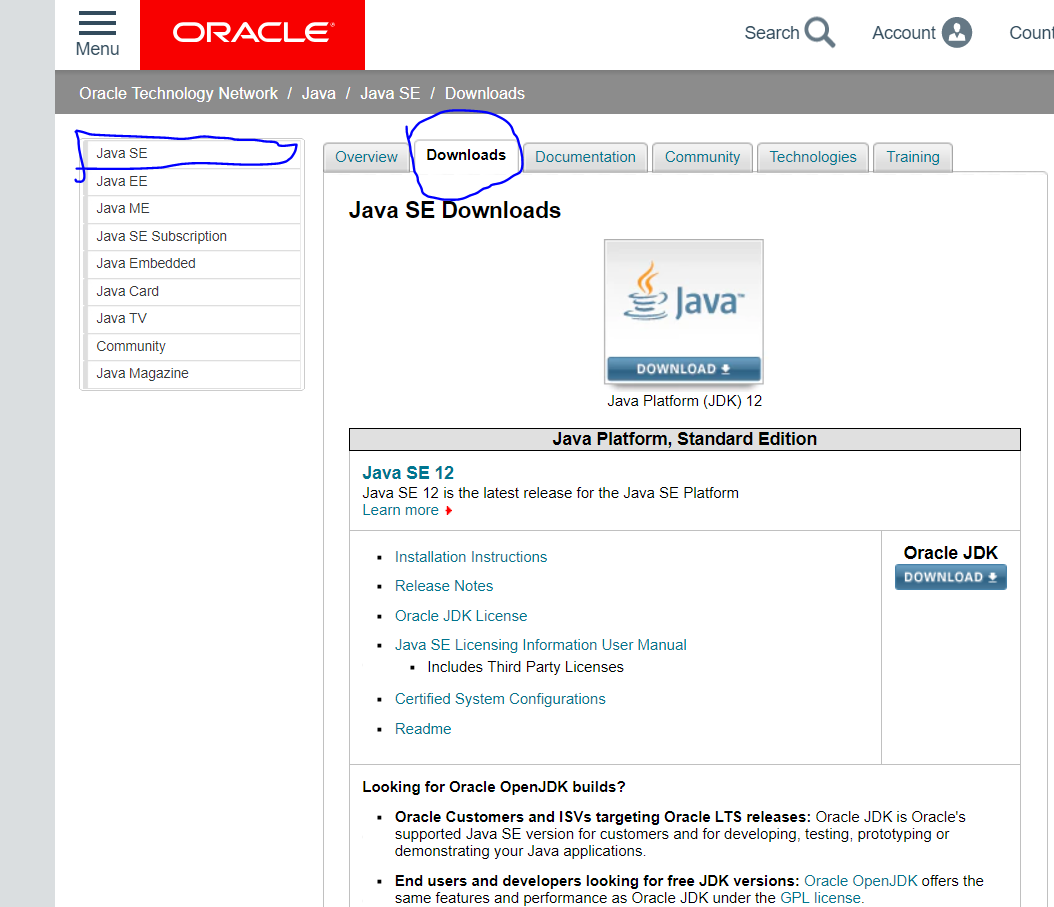 Menu
ORACLE®
Search
Account
Count
Oracle Technology Network / Java / Java SE / Downloads
Java SE
Java EE
Java ME
Java SE Subscription
Java Embedded
Java Card
Java TV
Community
Java Magazine
Overview
Downloads
Documentation
Community
Technologies
Training
Java SE Downloads
Java™
DOWNLOAD
Java Platform (JDK) 12
Java Platform, Standard Edition
Java SE 12
Java SE 12 is the latest release for the Java SE Platform
Learn more
Installation Instructions
Release Notes
Oracle JDK License
Java SE Licensing Information User Manual
Includes Third Party Licenses
Certified System Configurations
Readme
Oracle JDK
DOWNLOAD
Looking for Oracle OpenJDK builds?
Oracle Customers and ISVs targeting Oracle LTS releases: Oracle JDK is Oracle's
supported Java SE version for customers and for developing, testing, prototyping or
demonstrating your Java applications.
End users and developers looking for free JDK versions: Oracle OpenJDK offers the
same features and performance as Oracle JDK under the GPL license.